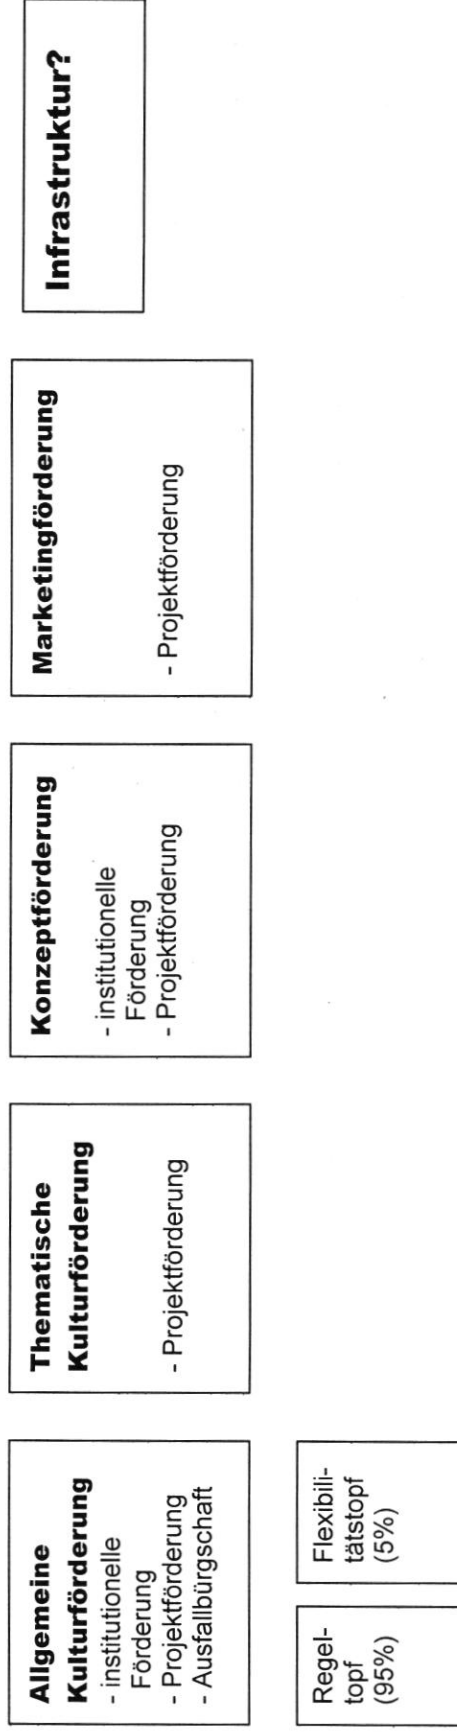 Allgemeine
Kulturförderung
- institutionelle
Förderung
- Projektförderung
- Ausfallbürgschaft
Regel-
topf
(95%)
Flexibili-
tätstopf
(5%)
Thematische
Kulturförderung
- Projektförderung
Konzeptförderung
- institutionelle
Förderung
- Projektförderung
Marketingförderung
- Projektförderung
Infrastruktur?